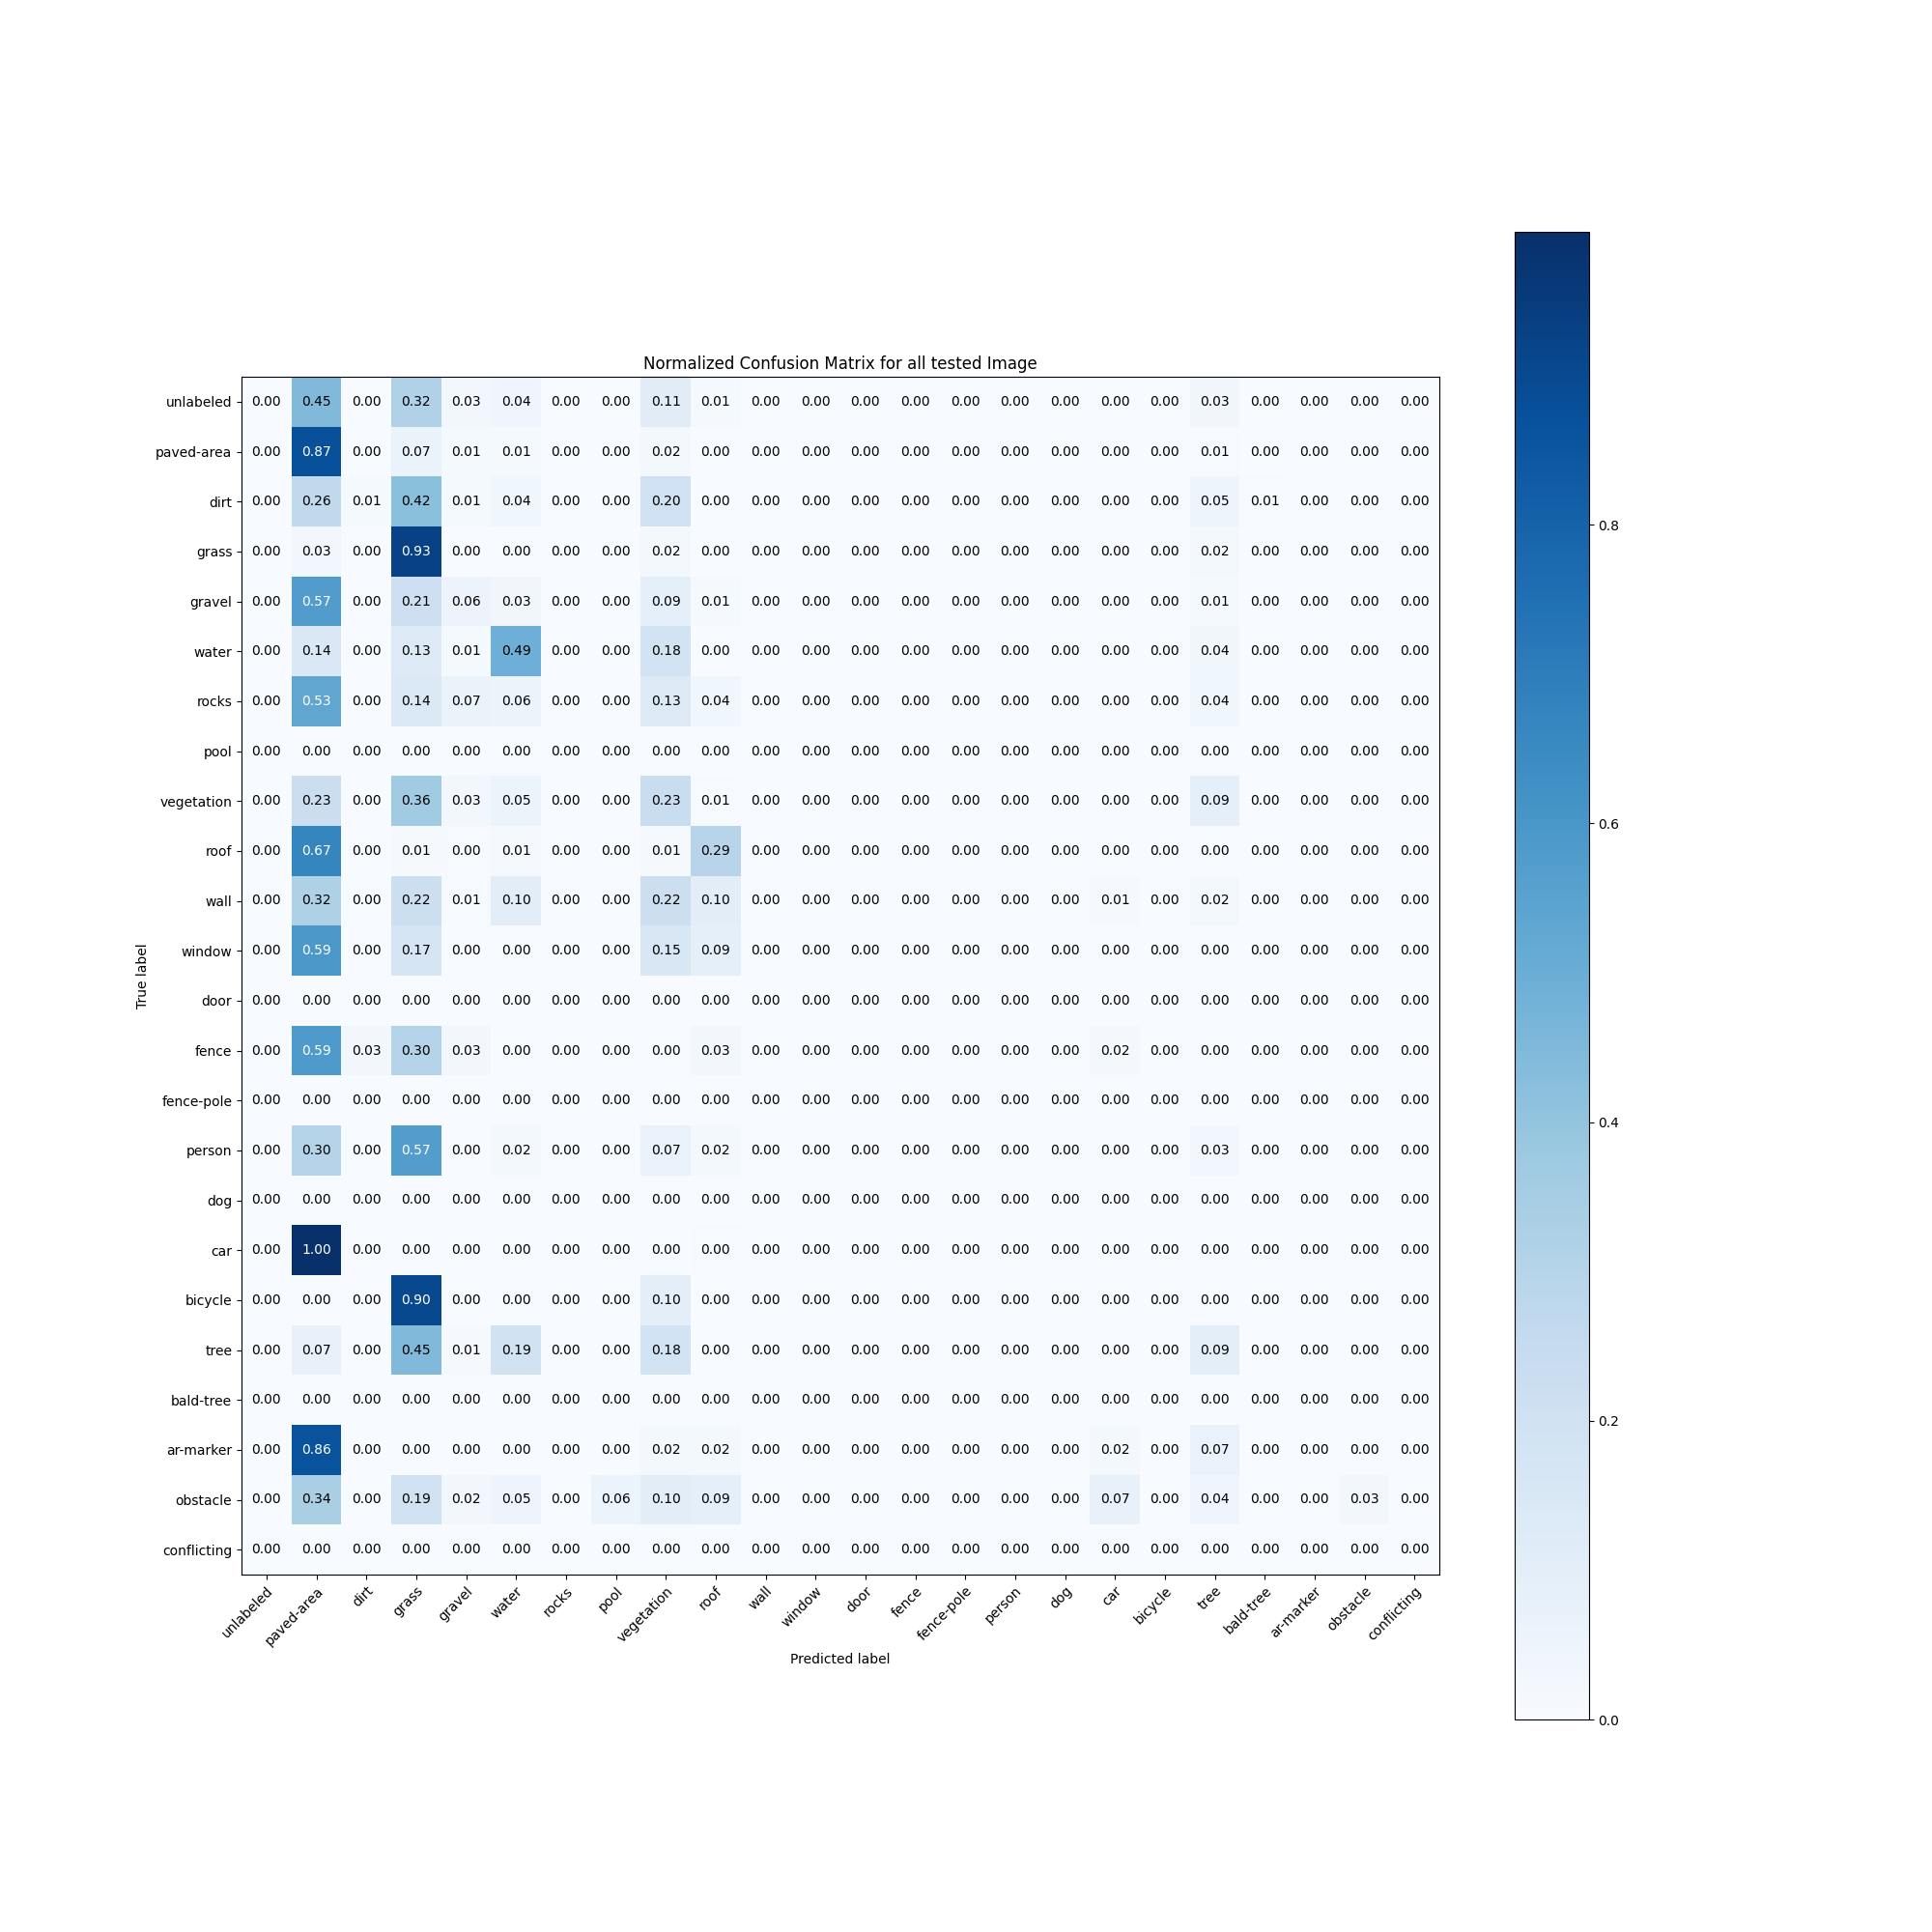 Normalized Confusion Matrix for all tested Image
unlabeled 0.00 0.45 0.00 0.32 0.03 0.04 0.00 0.00 0.11 0.01 0.00 0.00 0.00 0.00 0.00 0.00 0.00 0.00 0.00 0.03 0.00 0.00 0.00 0.00
paved-area 0.00 0.87 0.00 0.07 0.01 0.01 0.00 0.00 0.02 0.00 0.00 0.00 0.00 0.00 0.00 0.00 0.00 0.00 0.00 0.01 0.00 0.00 0.00 0.00
dirt 0.00 0.26 0.01 0.42 0.01 0.04 0.00 0.00 0.20 0.00 0.00 0.00 0.00 0.00 0.00 0.00 0.00 0.00 0.00 0.05 0.01 0.00 0.00 0.00
grass 0.00 0.03 0.00 0.93 0.00 0.00 0.00 0.00 0.02 0.00 0.00 0.00 0.00 0.00 0.00 0.00 0.00 0.00 0.00 0.02 0.00 0.00 0.00 0.00
gravel 0.00 0.57 0.00 0.21 0.06 0.03 0.00 0.00 0.09 0.01 0.00 0.00 0.00 0.00 0.00 0.00 0.00 0.00 0.00 0.01 0.00 0.00 0.00 0.00
water 0.00 0.14 0.00 0.13 0.01 0.49 0.00 0.00 0.18 0.00 0.00 0.00 0.00 0.00 0.00 0.00 0.00 0.00 0.00 0.04 0.00 0.00 0.00 0.00
rocks 0.00 0.53 0.00 0.14 0.07 0.06 0.00 0.00 0.13 0.04 0.00 0.00 0.00 0.00 0.00 0.00 0.00 0.00 0.00 0.04 0.00 0.00 0.00 0.00
pool 0.00 0.00 0.00 0.00 0.00 0.00 0.00 0.00 0.00 0.00 0.00 0.00 0.00 0.00 0.00 0.00 0.00 0.00 0.00 0.00 0.00 0.00 0.00 0.00
vegetation 0.00 0.23 0.00 0.36 0.03 0.05 0.00 0.00 0.23 0.01 0.00 0.00 0.00 0.00 0.00 0.00 0.00 0.00 0.00 0.09 0.00 0.00 0.00 0.00
roof 0.00 0.67 0.00 0.01 0.00 0.01 0.00 0.00 0.01 0.29 0.00 0.00 0.00 0.00 0.00 0.00 0.00 0.00 0.00 0.00 0.00 0.00 0.00 0.00
wall 0.00 0.32 0.00 0.22 0.01 0.10 0.00 0.00 0.22 0.10 0.00 0.00 0.00 0.00 0.00 0.00 0.00 0.01 0.00 0.02 0.00 0.00 0.00 0.00
window 0.00 0.59 0.00 0.17 0.00 0.00 0.00 0.00 0.15 0.09 0.00 0.00 0.00 0.00 0.00 0.00 0.00 0.00 0.00 0.00 0.00 0.00 0.00 0.00
door 0.00 0.00 0.00 0.00 0.00 0.00 0.00 0.00 0.00 0.00 0.00 0.00 0.00 0.00 0.00 0.00 0.00 0.00 0.00 0.00 0.00 0.00 0.00 0.00
fence 0.00 0.59 0.03 0.30 0.03 0.00 0.00 0.00 0.00 0.03 0.00 0.00 0.00 0.00 0.00 0.00 0.00 0.02 0.00 0.00 0.00 0.00 0.00 0.00
fence-pole 0.00 0.00 0.00 0.00 0.00 0.00 0.00 0.00 0.00 0.00 0.00 0.00 0.00 0.00 0.00 0.00 0.00 0.00 0.00 0.00 0.00 0.00 0.00 0.00
person 0.00 0.30 0.00 0.57 0.00 0.02 0.00 0.00 0.07 0.02 0.00 0.00 0.00 0.00 0.00 0.00 0.00 0.00 0.00 0.03 0.00 0.00 0.00 0.00
dog 0.00 0.00 0.00 0.00 0.00 0.00 0.00 0.00 0.00 0.00 0.00 0.00 0.00 0.00 0.00 0.00 0.00 0.00 0.00 0.00 0.00 0.00 0.00 0.00
car 0.00 1.00 0.00 0.00 0.00 0.00 0.00 0.00 0.00 0.00 0.00 0.00 0.00 0.00 0.00 0.00 0.00 0.00 0.00 0.00 0.00 0.00 0.00 0.00
bicycle 0.00 0.00 0.00 0.90 0.00 0.00 0.00 0.00 0.10 0.00 0.00 0.00 0.00 0.00 0.00 0.00 0.00 0.00 0.00 0.00 0.00 0.00 0.00 0.00
tree 0.00 0.07 0.00 0.45 0.01 0.19 0.00 0.00 0.18 0.00 0.00 0.00 0.00 0.00 0.00 0.00 0.00 0.00 0.00 0.09 0.00 0.00 0.00 0.00
bald-tree 0.00 0.00 0.00 0.00 0.00 0.00 0.00 0.00 0.00 0.00 0.00 0.00 0.00 0.00 0.00 0.00 0.00 0.00 0.00 0.00 0.00 0.00 0.00 0.00
ar-marker 0.00 0.86 0.00 0.00 0.00 0.00 0.00 0.00 0.02 0.02 0.00 0.00 0.00 0.00 0.00 0.00 0.00 0.02 0.00 0.07 0.00 0.00 0.00 0.00
obstacle 0.00 0.34 0.00 0.19 0.02 0.05 0.00 0.06 0.10 0.09 0.00 0.00 0.00 0.00 0.00 0.00 0.00 0.07 0.00 0.04 0.00 0.00 0.03 0.00
conflicting 0.00 0.00 0.00 0.00 0.00 0.00 0.00 0.00 0.00 0.00 0.00 0.00 0.00 0.00 0.00 0.00 0.00 0.00 0.00 0.00 0.00 0.00 0.00 0.00
unlabeled paved-area dirt grass gravel water rocks pool vegetation roof wall window door fence fence-pole person dog car bicycle tree bald-tree ar-marker obstacle conflicting
Predicted label
True label
0.8
0.6
0.4
0.2
0.0